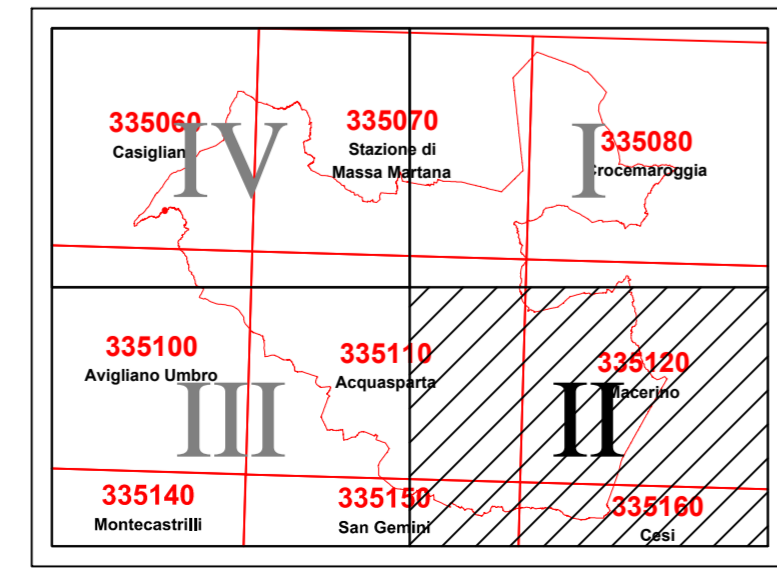 335060
Casiglian
IV
335070
Stazione di
Massa Martana
I
335080
Crocemaroggia
335100
Avigliano Umbro
III
335110
Acquasparta
335120
Macerino
II
335140
Montecastrilli
335150
San Gemini
335160
Cesi